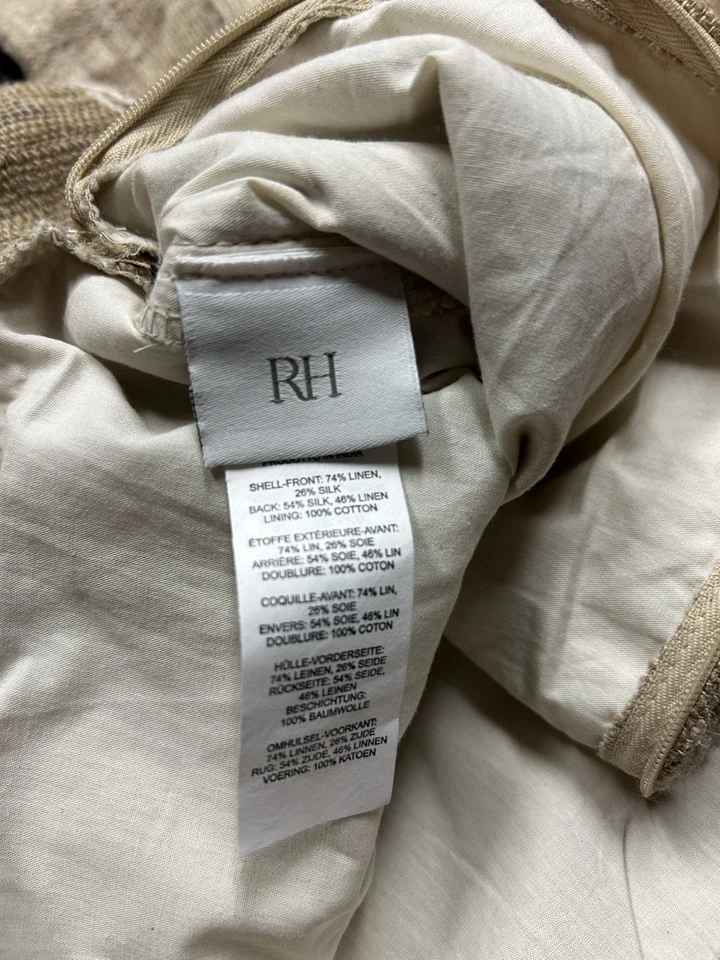 RH
PRODOTTO IN INDIA
SHELL-FRONT: 74% LINEN,
26% SILK
BACK: 54% SILK, 46% LINEN
LINING: 100% COTTON
ÉTOFFE EXTÉRIEURE-AVANT:
74% LIN, 26% SOIE
ARRIÈRE: 54% SOIE, 46% LIN
DOUBLURE: 100% COTON
COQUILLE-AVANT: 74% LIN,
26% SOIE
ENVERS: 54% SOIE, 46% LIN
DOUBLURE: 100% COTON
HÜLLE-VORDERSEITE:
74% LEINEN, 26% SEIDE
RÜCKSEITE: 54% SEIDE,
46% LEINEN
BESCHICHTUNG:
100% BAUMWOLLE
OMHULSEL-VOORKANT:
74% LINNEN, 26% ZIJDE
RUG: 54% ZIJDE, 46% LINNEN
VOERING: 100% KATOEN